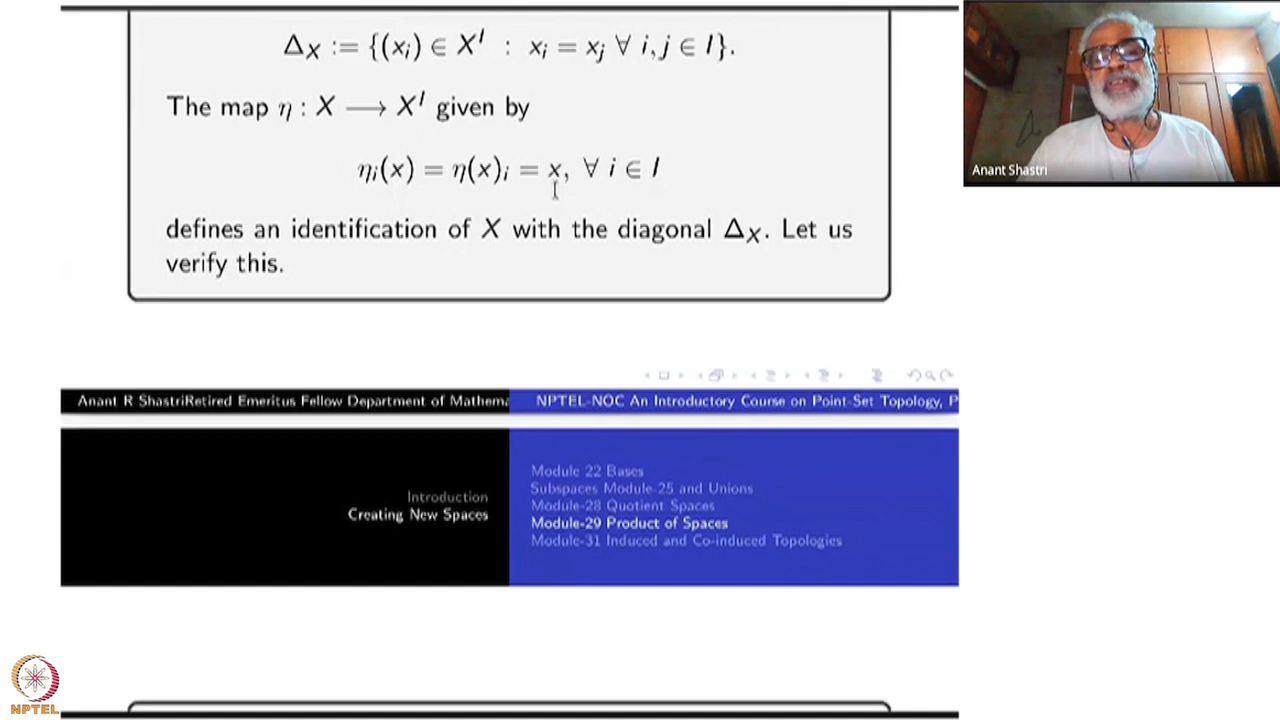 Δ_X := {(x_i) ∈ X^I : x_i = x_j ∀ i, j ∈ I}.
The map η : X ⟶ X^I given by
η_i(x) = η(x)_i = x, ∀ i ∈ I
defines an identification of X with the diagonal Δ_X. Let us
verify this.
Anant Shastri
Anant R ShastriRetired Emeritus Fellow Department of Mathema
NPTEL-NOC An Introductory Course on Point-Set Topology, P
Introduction
Creating New Spaces
Module 22 Bases
Subspaces Module-25 and Unions
Module-28 Quotient Spaces
Module-29 Product of Spaces
Module-31 Induced and Co-induced Topologies
NPTEL